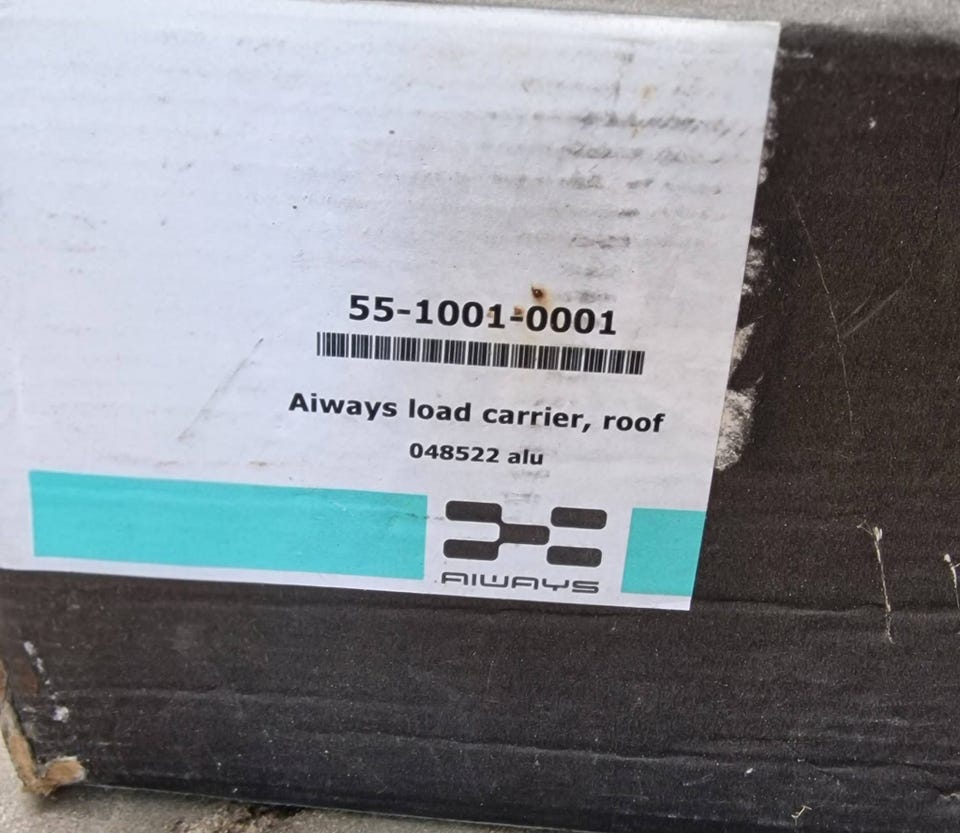 55-1001-0001
Aiways load carrier, roof
048522 alu
AIWAYS